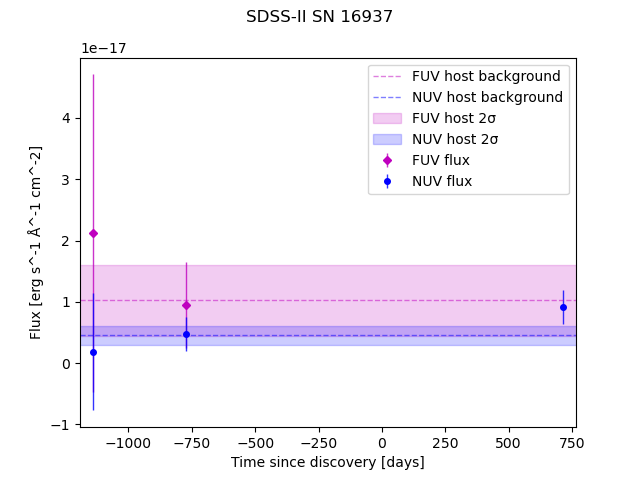 SDSS-II SN 16937
1e−17
FUV host background
NUV host background
FUV host 2σ
NUV host 2σ
FUV flux
NUV flux
4
3
2
1
0
−1
Flux [erg s^-1 Å^-1 cm^-2]
−1000 −750 −500 −250 0 250 500 750
Time since discovery [days]